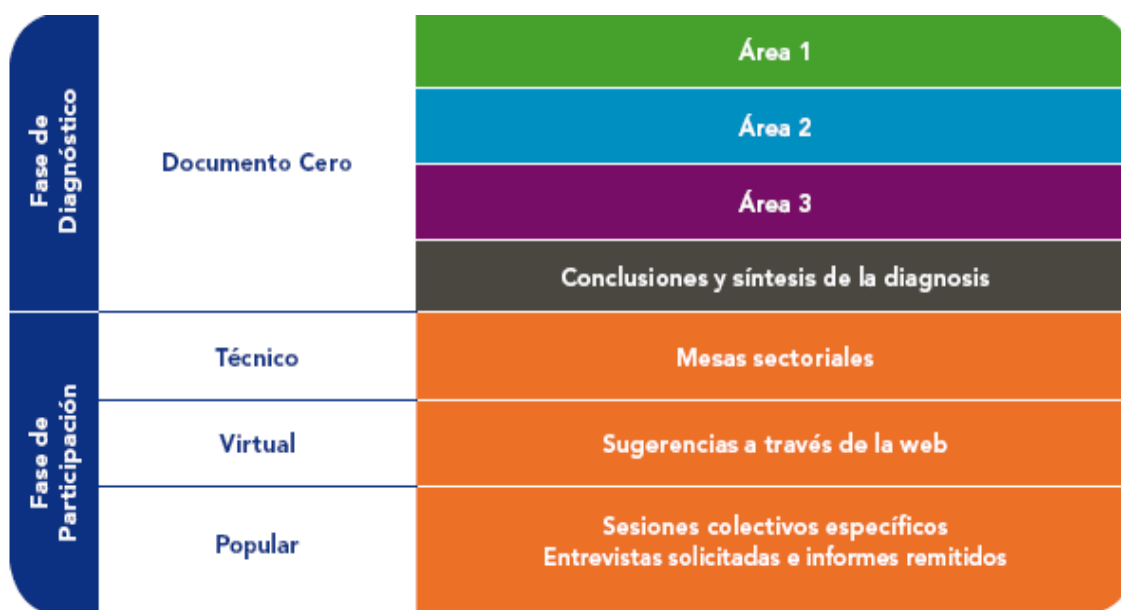 Fase de
Diagnóstico
Documento Cero
Área 1
Área 2
Área 3
Conclusiones y síntesis de la diagnosis
Fase de
Participación
Técnico
Mesas sectoriales
Virtual
Sugerencias a través de la web
Popular
Sesiones colectivos específicos
Entrevistas solicitadas e informes remitidos